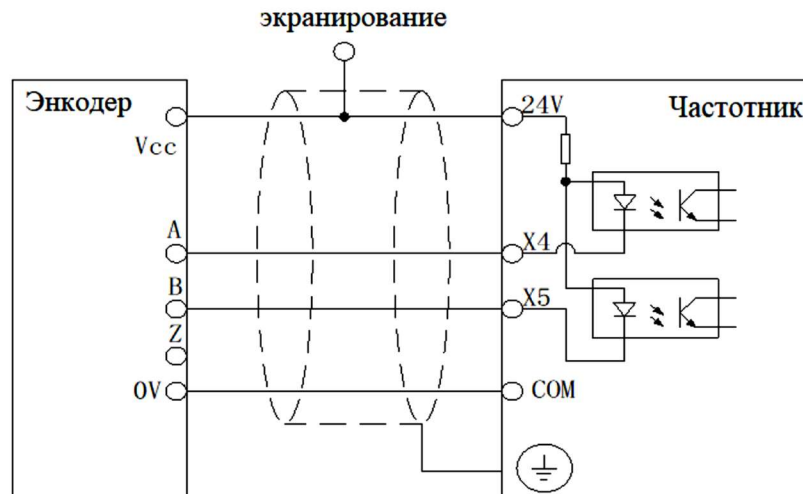 экранирование
Энкодер
24V
Частотник
Vcc
A
X4
B
X5
Z
0V
COM